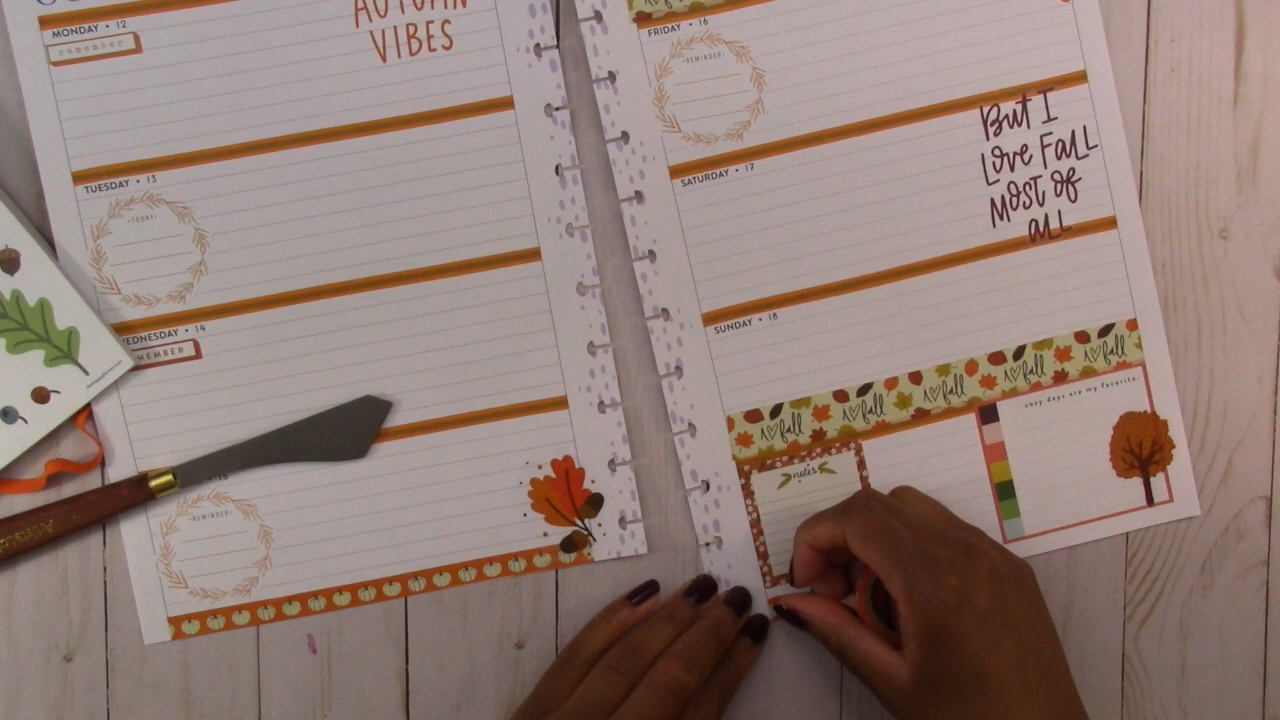 AUTUMN
VIBES
MONDAY • 12
remember
TUESDAY • 13
•TODAY•
WEDNESDAY • 14
REMINDER
FRIDAY • 16
•REMINDER•
SATURDAY • 17
But I
Love Fall
Most of
all
SUNDAY • 18
i♡fall i♡fall i♡fall i♡fall i♡fall
notes
cozy days are my favorite.